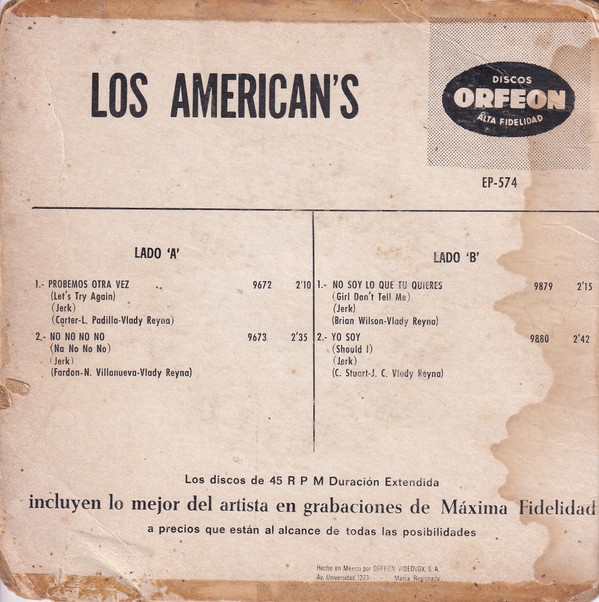 LOS AMERICAN'S
DISCOS
ORFEON
ALTA FIDELIDAD
EP-574
LADO 'A'
1.- PROBEMOS OTRA VEZ 9672 2'10
(Let's Try Again)
(Jerk)
(Carter-L. Padilla-Vlady Reyna)
2.- NO NO NO NO 9673 2'35
(Na No No No)
(Jerk)
(Fardon-N. Villanueva-Vlady Reyna)
LADO 'B'
1.- NO SOY LO QUE TU QUIERES 9879 2'15
(Girl Don't Tell Me)
(Jerk)
(Brian Wilson-Vlady Reyna)
2.- YO SOY 9880 2'42
(Should I)
(Jerk)
(C. Stuart-J. C. Vlady Reyna)
Los discos de 45 R P M Duración Extendida
incluyen lo mejor del artista en grabaciones de Máxima Fidelidad
a precios que están al alcance de todas las posibilidades
Hecho en México por ORFEON VIDEOVOX, S. A.
Av. Universidad 1273 Marca Registrada